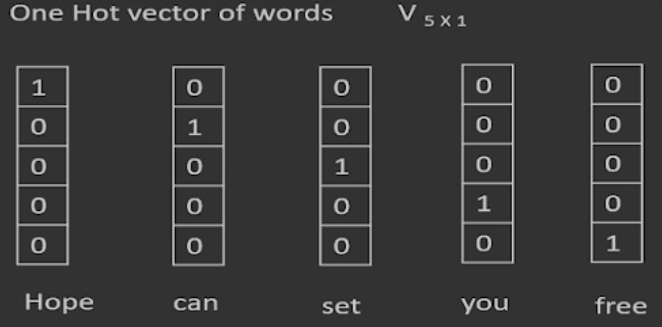 One Hot vector of words V 5 X 1
1 0 0 0 0
0 1 0 0 0
0 0 1 0 0
0 0 0 1 0
0 0 0 0 1
Hope can set you free